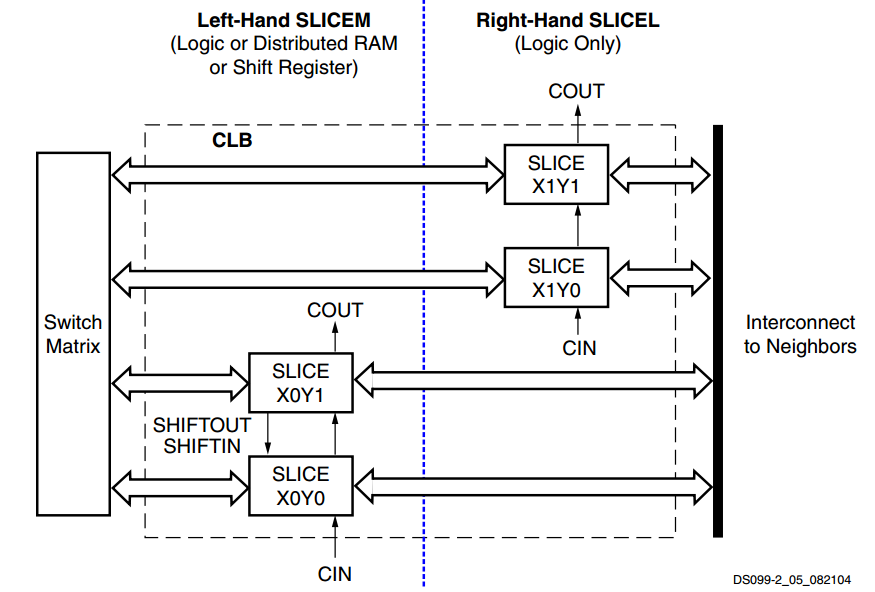 Left-Hand SLICEM
(Logic or Distributed RAM
or Shift Register)
Right-Hand SLICEL
(Logic Only)
COUT
CLB
SLICE
X1Y1
SLICE
X1Y0
COUT
CIN
Switch
Matrix
Interconnect
to Neighbors
SLICE
X0Y1
SHIFTOUT
SHIFTIN
SLICE
X0Y0
CIN
DS099-2_05_082104